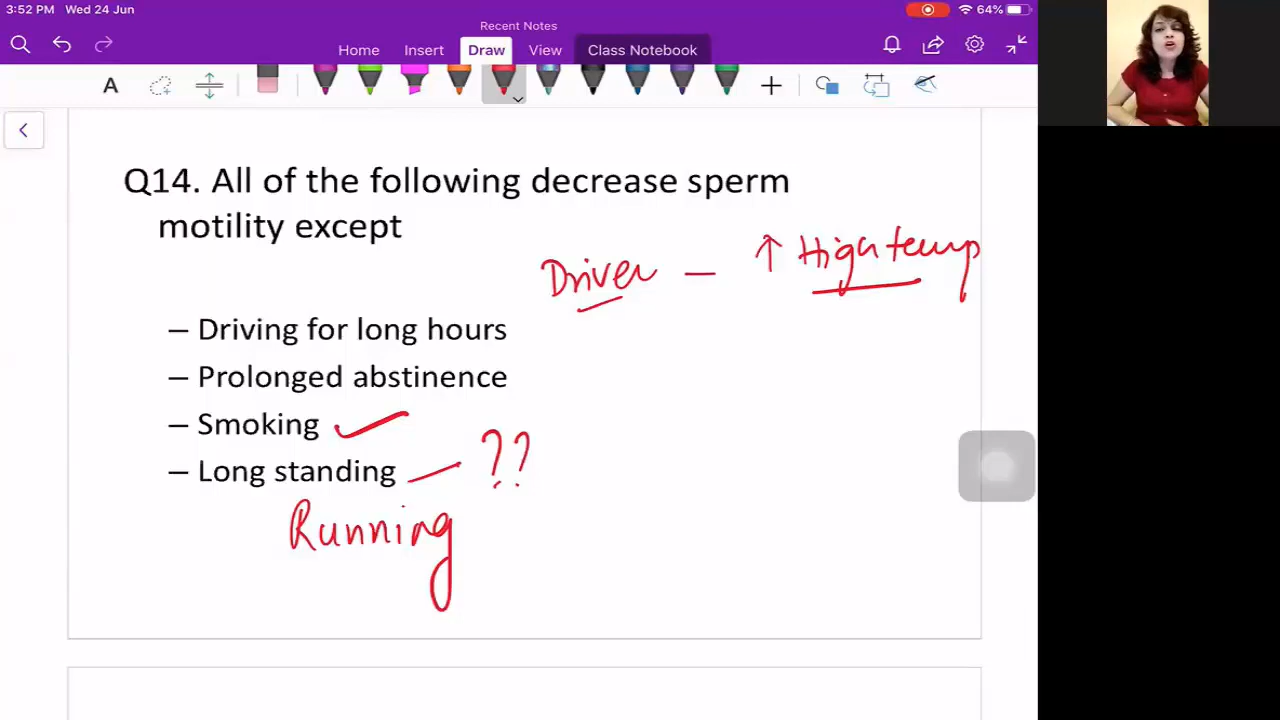 3:52 PM Wed 24 Jun
64%
Recent Notes
Home Insert Draw View Class Notebook
A
Q14. All of the following decrease sperm
motility except
Driver — ↑ High temp
– Driving for long hours
– Prolonged abstinence
– Smoking ✓
– Long standing — ??
Running